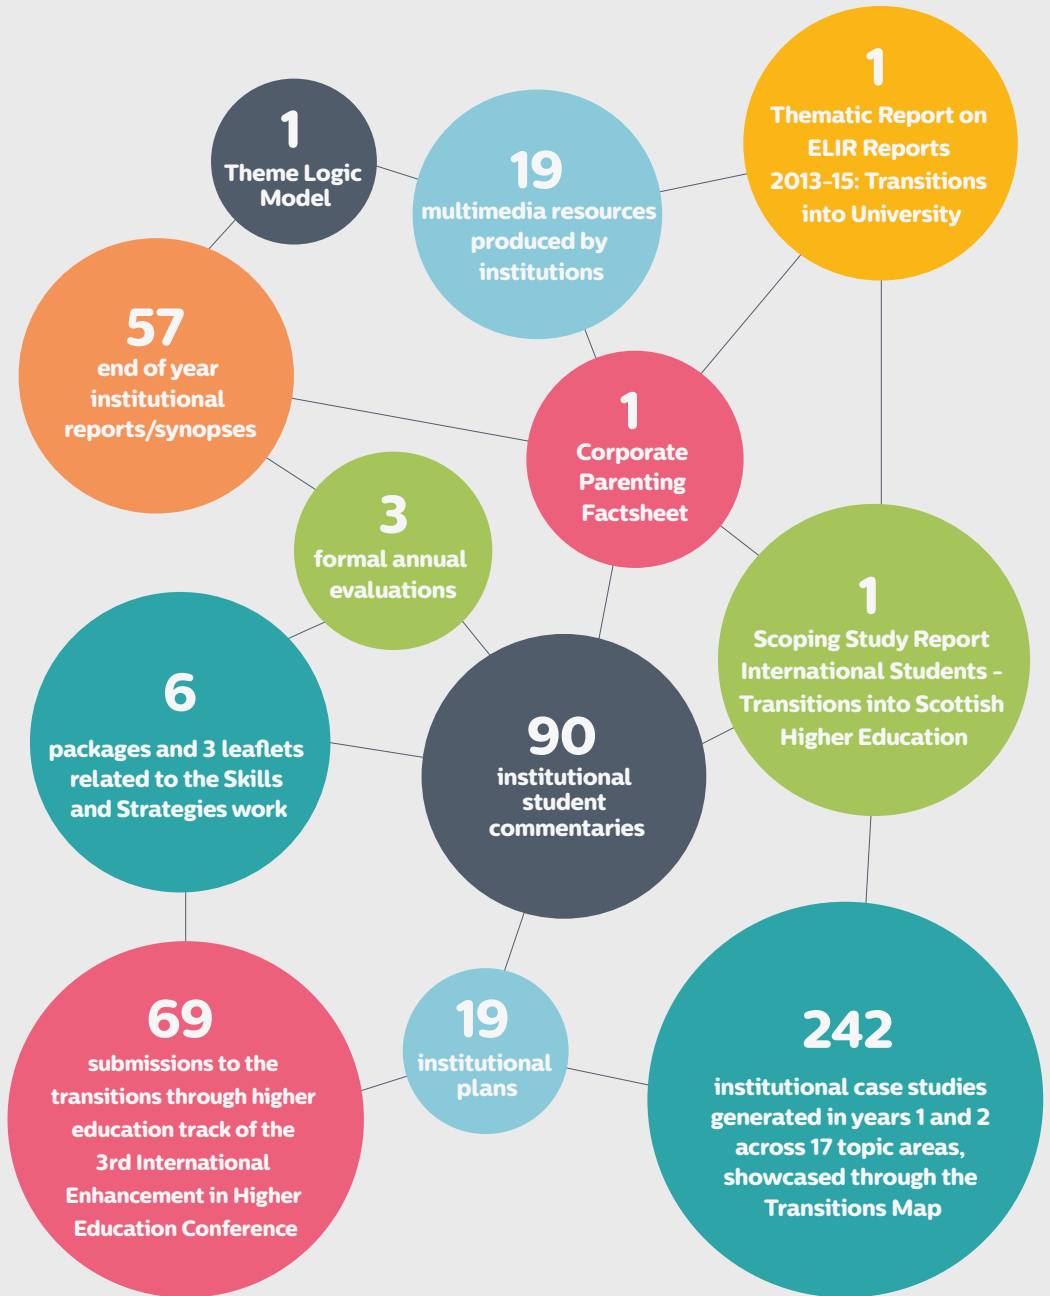 1
Theme Logic
Model
19
multimedia resources
produced by
institutions
1
Thematic Report on
ELIR Reports
2013-15: Transitions
into University
57
end of year
institutional
reports/synopses
1
Corporate
Parenting
Factsheet
3
formal annual
evaluations
1
Scoping Study Report
International Students -
Transitions into Scottish
Higher Education
6
packages and 3 leaflets
related to the Skills
and Strategies work
90
institutional
student
commentaries
69
submissions to the
transitions through higher
education track of the
3rd International
Enhancement in Higher
Education Conference
19
institutional
plans
242
institutional case studies
generated in years 1 and 2
across 17 topic areas,
showcased through the
Transitions Map